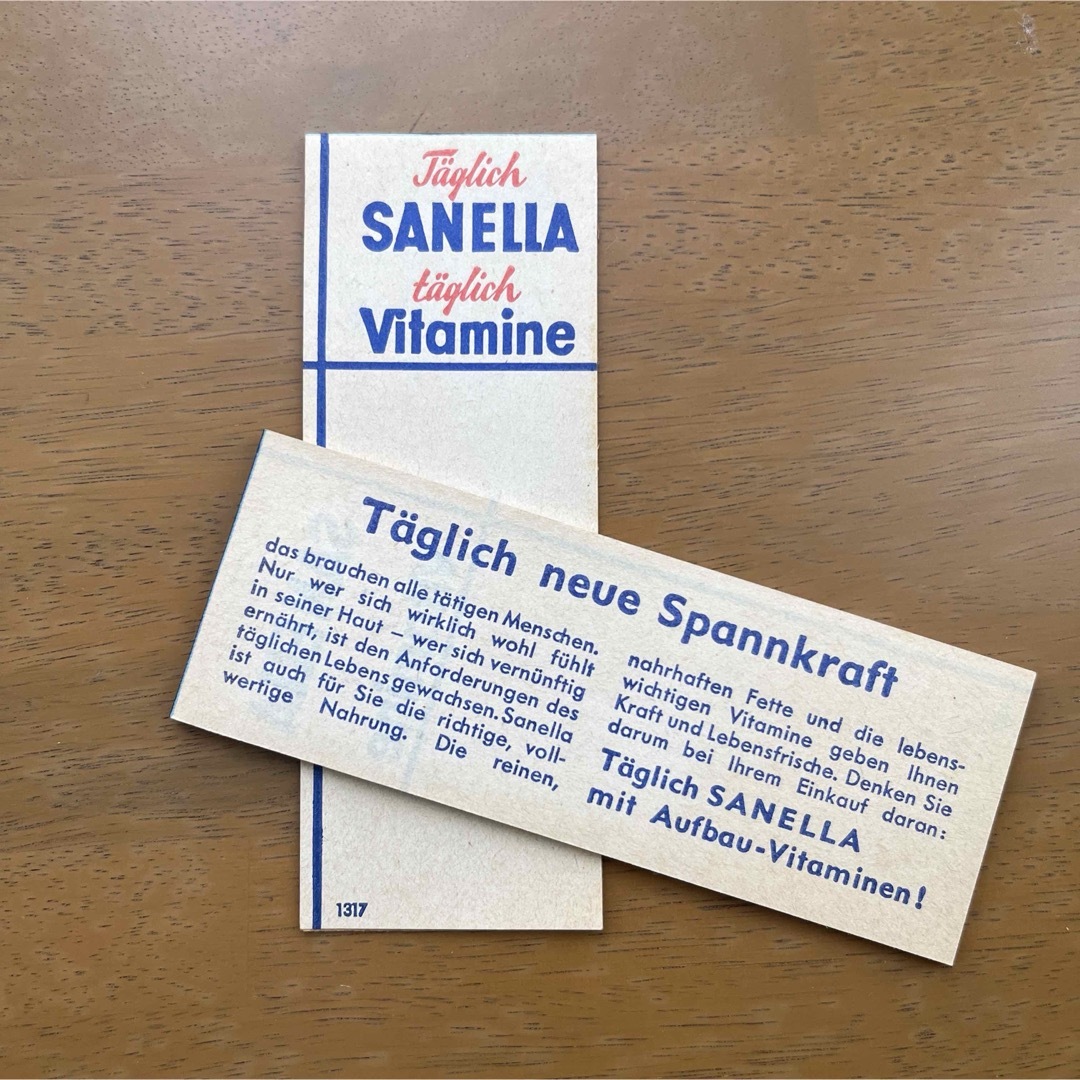 Täglich
SANELLA
täglich
Vitamine
Täglich neue Spannkraft
das brauchen alle tätigen Menschen.
Nur wer sich wirklich wohl fühlt
in seiner Haut – wer sich vernünftig
ernährt, ist den Anforderungen des
täglichen Lebens gewachsen. Sanella
ist auch für Sie die richtige, voll-
wertige Nahrung. Die reinen,
nahrhaften Fette und die lebens-
wichtigen Vitamine geben Ihnen
Kraft und Lebensfrische. Denken Sie
darum bei Ihrem Einkauf daran:
Täglich SANELLA
mit Aufbau-Vitaminen!
1317